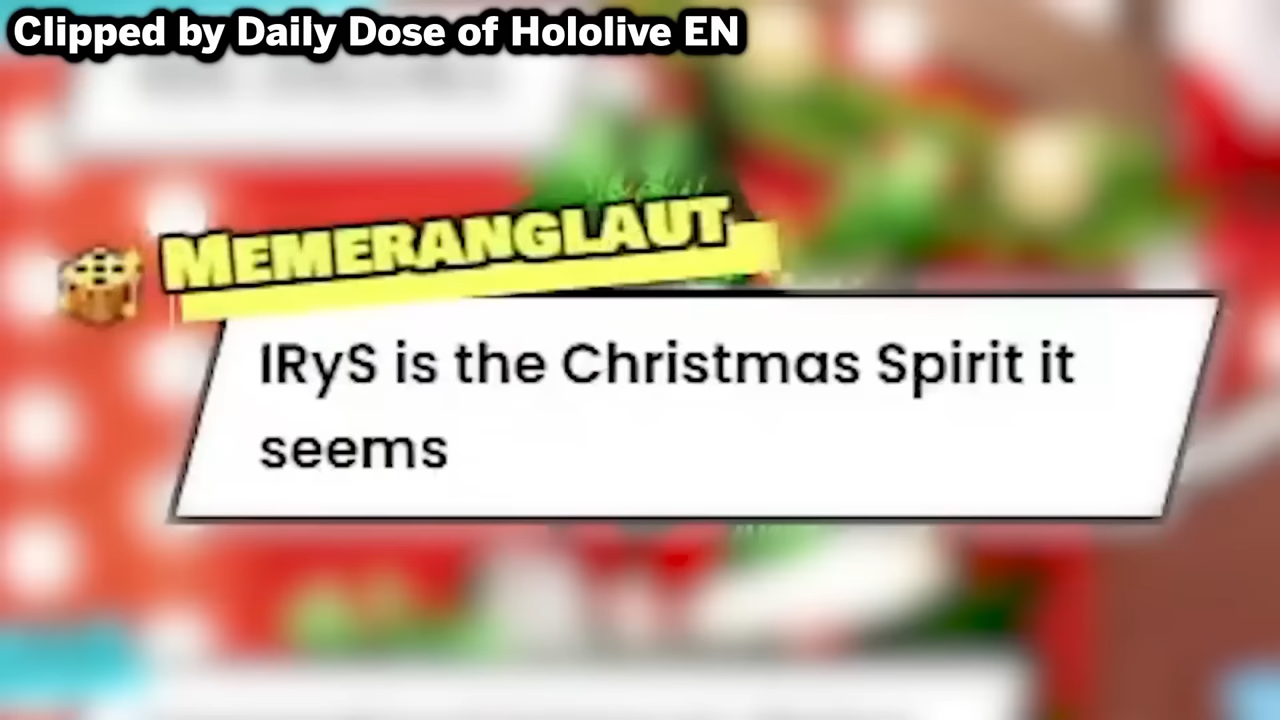 Clipped by Daily Dose of Hololive EN
MEMERANGLAUT
IRyS is the Christmas Spirit it
seems